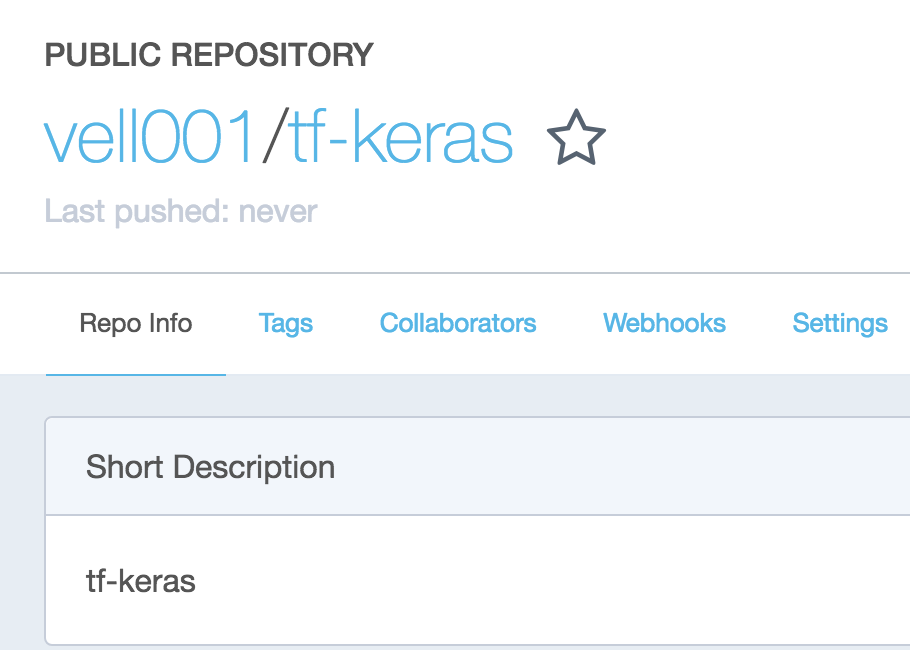 PUBLIC REPOSITORY
vell001/tf-keras
Last pushed: never
Repo Info Tags Collaborators Webhooks Settings
Short Description
tf-keras